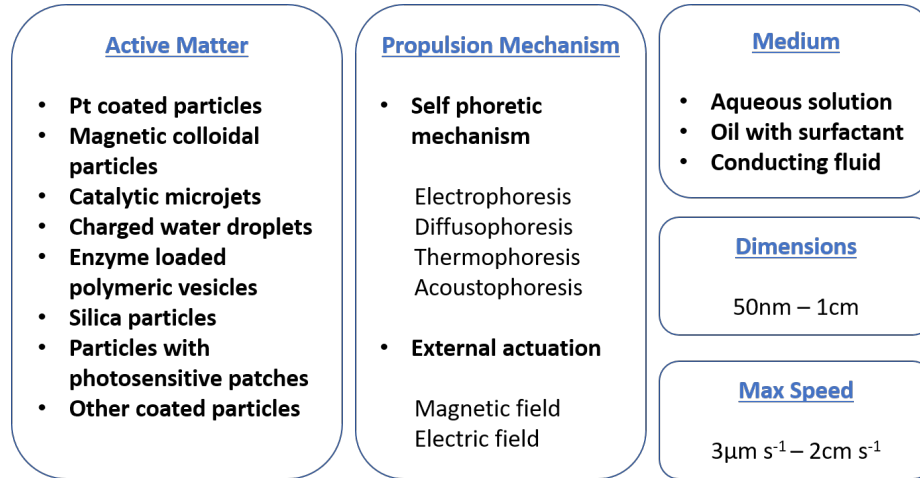 Active Matter
• Pt coated particles
• Magnetic colloidal
particles
• Catalytic microjets
• Charged water droplets
• Enzyme loaded
polymeric vesicles
• Silica particles
• Particles with
photosensitive patches
• Other coated particles
Propulsion Mechanism
• Self phoretic
mechanism
Electrophoresis
Diffusophoresis
Thermophoresis
Acoustophoresis
• External actuation
Magnetic field
Electric field
Medium
• Aqueous solution
• Oil with surfactant
• Conducting fluid
Dimensions
50nm – 1cm
Max Speed
3μm s⁻¹ – 2cm s⁻¹